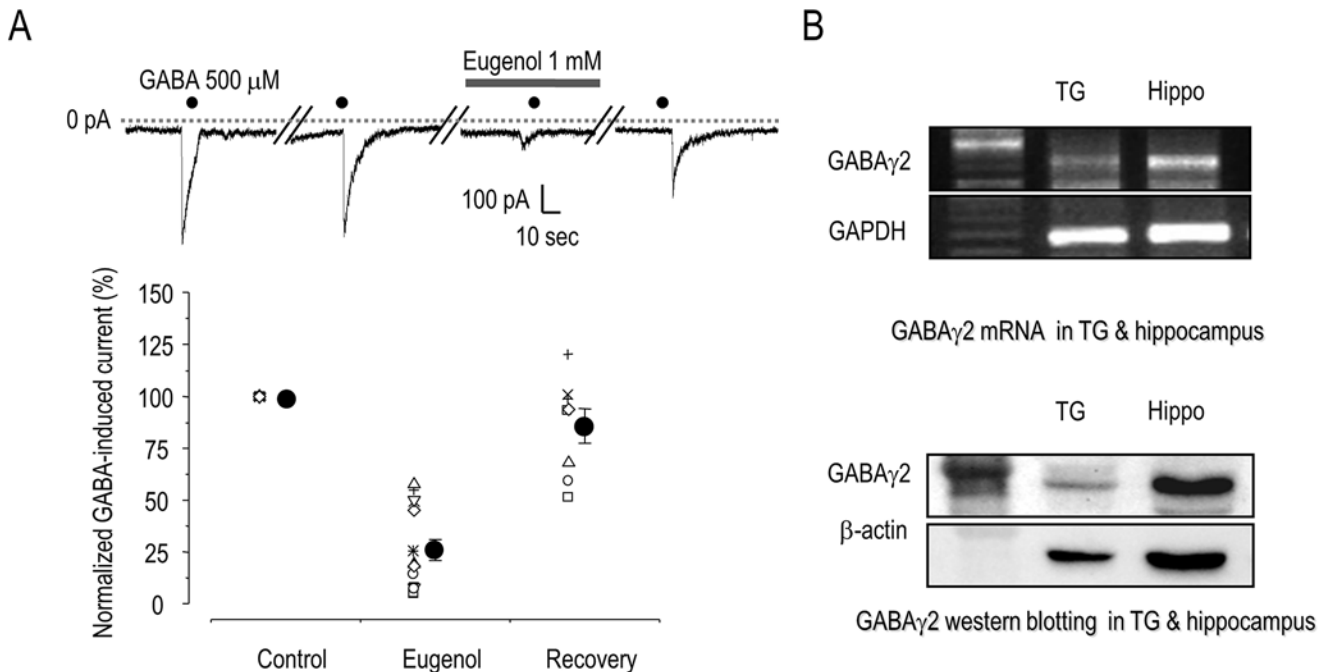 A
Eugenol 1 mM
GABA 500 μM
0 pA
100 pA
10 sec
Normalized GABA-induced current (%)
150
125
100
75
50
25
0
Control Eugenol Recovery
B
TG Hippo
GABAγ2
GAPDH
GABAγ2 mRNA in TG & hippocampus
TG Hippo
GABAγ2
β-actin
GABAγ2 western blotting in TG & hippocampus